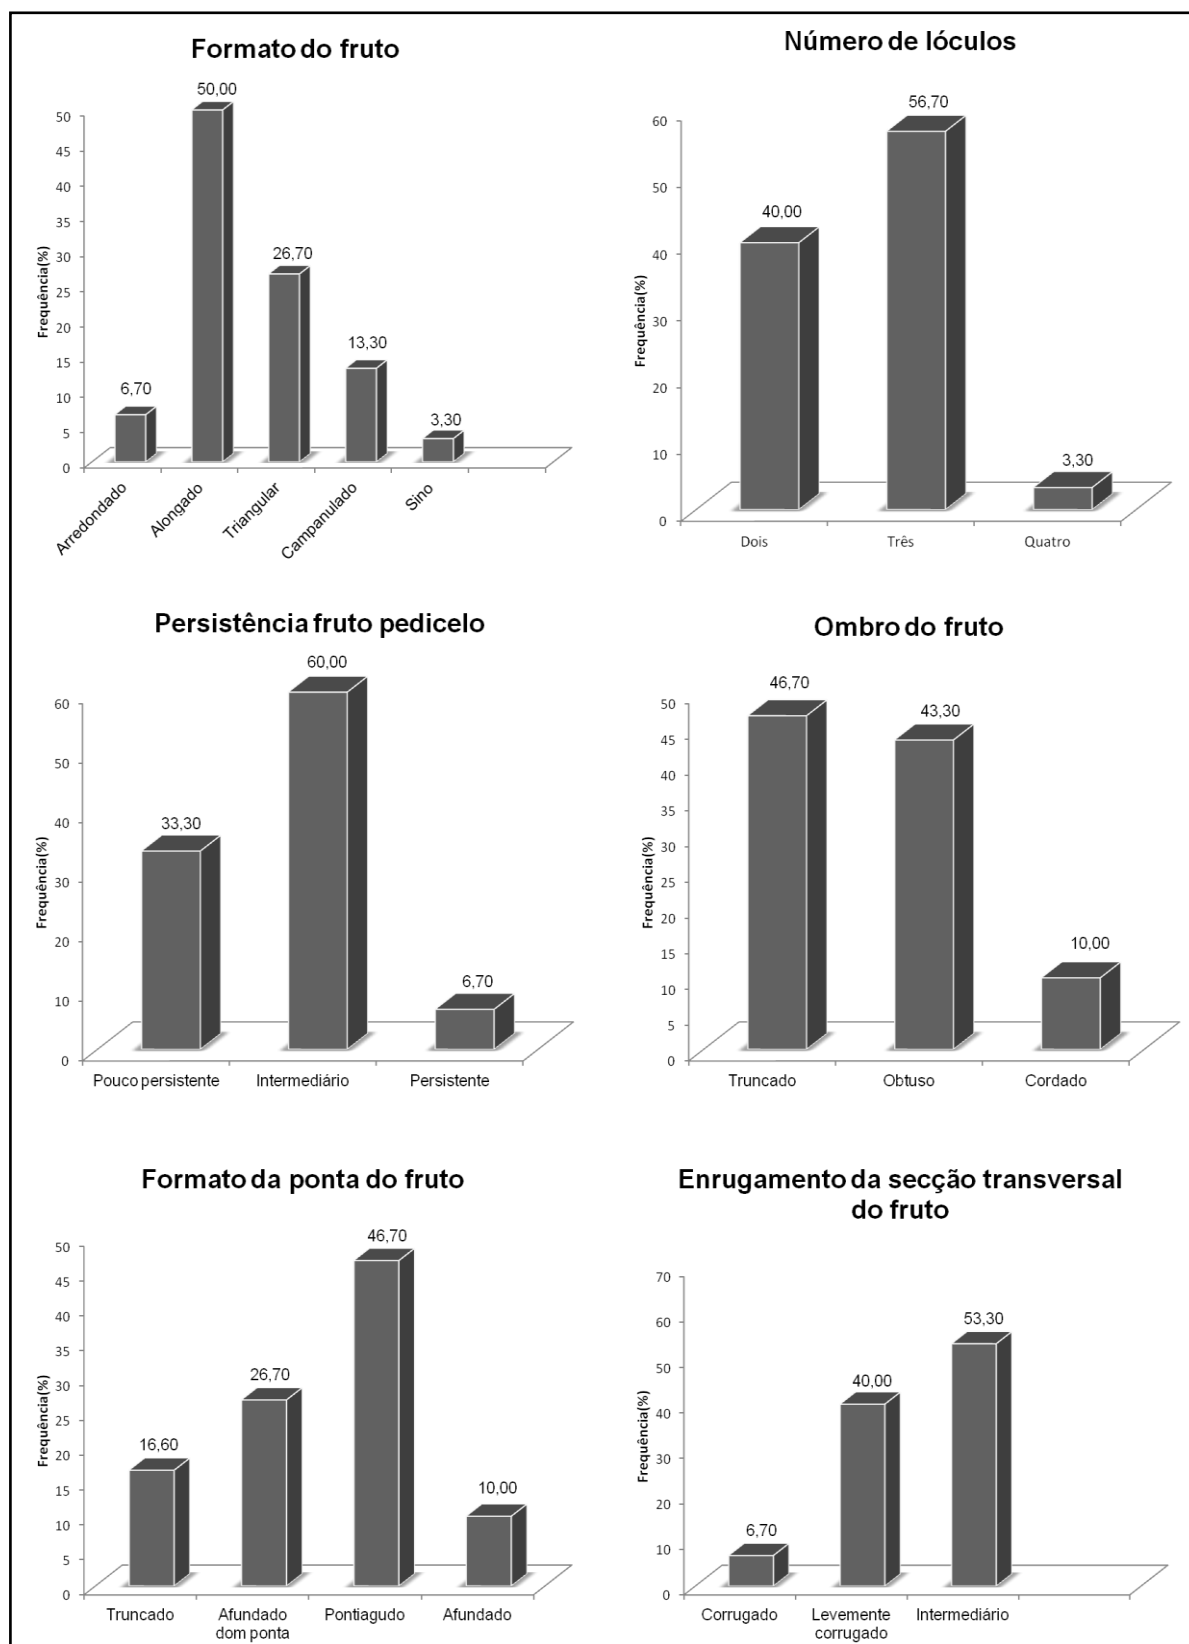 Formato do fruto
Frequência(%)
50
45
40
35
30
25
20
15
10
5
0
6,70
50,00
26,70
13,30
3,30
Arredondado
Alongado
Triangular
Campanulado
Sino
Número de lóculos
Frequência(%)
60
50
40
30
20
10
0
40,00
56,70
3,30
Dois
Três
Quatro
Persistência fruto pedicelo
Frequência(%)
60
50
40
30
20
10
0
33,30
60,00
6,70
Pouco persistente
Intermediário
Persistente
Ombro do fruto
Frequência(%)
50
45
40
35
30
25
20
15
10
5
0
46,70
43,30
10,00
Truncado
Obtuso
Cordado
Formato da ponta do fruto
Frequência(%)
50
45
40
35
30
25
20
15
10
5
0
16,60
26,70
46,70
10,00
Truncado
Afundado
dom ponta
Pontiagudo
Afundado
Enrugamento da secção transversal
do fruto
Frequência(%)
70
60
50
40
30
20
10
0
6,70
40,00
53,30
Corrugado
Levemente
corrugado
Intermediário